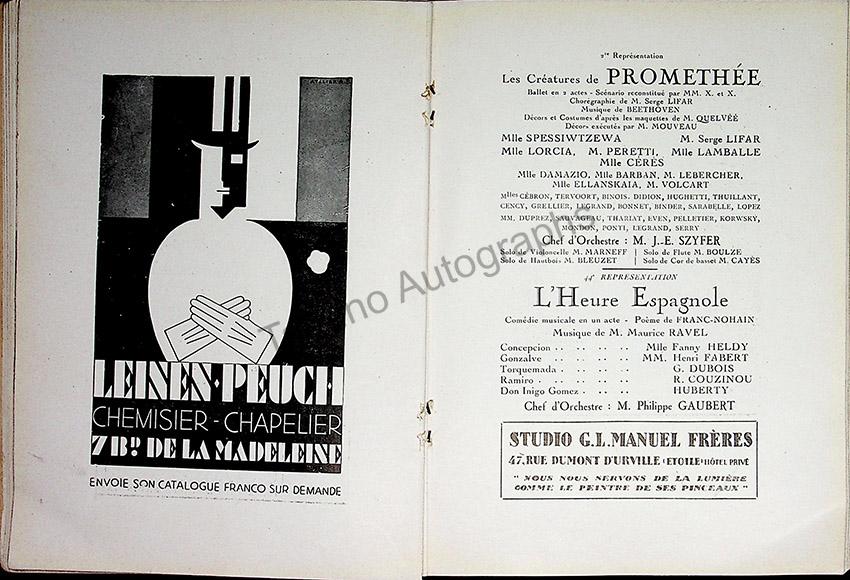 LEINEN-PEUCH
CHEMISIER - CHAPELIER
7 Bᴰ DE LA MADELEINE
ENVOIE SON CATALOGUE FRANCO SUR DEMANDE
2me Représentation
Les Créatures de PROMETHÉE
Ballet en 2 actes - Scénario reconstitué par MM. X. et X.
Chorégraphie de M. Serge LIFAR
Musique de BEETHOVEN
Décors et Costumes d'après les maquettes de M. QUELVÉE
Décors exécutés par M. MOUVEAU
Mlle SPESSIWTZEWA M. Serge LIFAR
Mlle LORCIA, M. PERETTI, Mlle LAMBALLE
Mlle CÉRÈS
Mlle DAMAZIO, Mlle BARBAN, M. LEBERCHER,
Mlle ELLANSKAIA, M. VOLCART
Mlles CÉBRON, TERVOORT, BINOIS, DIDION, HUGHETTI, THUILLANT,
CENCY, GRELLIER, LEGRAND, BONNET, BINDER, SARABELLE, LOPEZ
MM. DUPREZ, SAUVAGEAU, THARIAT, EVEN, PELLETIER, KORWSKY,
MONDON, PONTI, LEGRAND, SERRY
Chef d'Orchestre : M. J.-E. SZYFER
Solo de Violoncelle M. MARNEFF | Solo de Flute M. BOULZE
Solo de Hautbois M. BLEUZET | Solo de Cor de basset M. CAYÉS
44e REPRÉSENTATION
L'Heure Espagnole
Comédie musicale en un acte - Poème de FRANC-NOHAIN
Musique de M. Maurice RAVEL
Concepcion .. .. .. .. Mlle Fanny HELDY
Gonzalve .. .. .. .. MM. Henri FABERT
Torquemada. .. .. .. G. DUBOIS
Ramiro . .. .. .. .. R. COUZINOU
Don Inigo Gomez . .. .. HUBERTY
Chef d'Orchestre : M. Philippe GAUBERT
STUDIO G.L.MANUEL FRÈRES
47, RUE DUMONT D'URVILLE (ETOILE) HÔTEL PRIVÉ
" NOUS NOUS SERVONS DE LA LUMIÈRE
COMME LE PEINTRE DE SES PINCEAUX "
Tamino Autographs